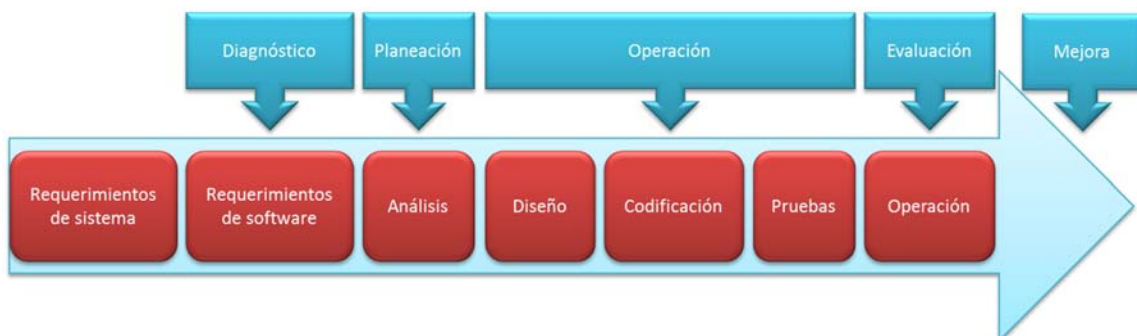 Diagnóstico
Planeación
Operación
Evaluación
Mejora
Requerimientos
de sistema
Requerimientos
de software
Análisis
Diseño
Codificación
Pruebas
Operación